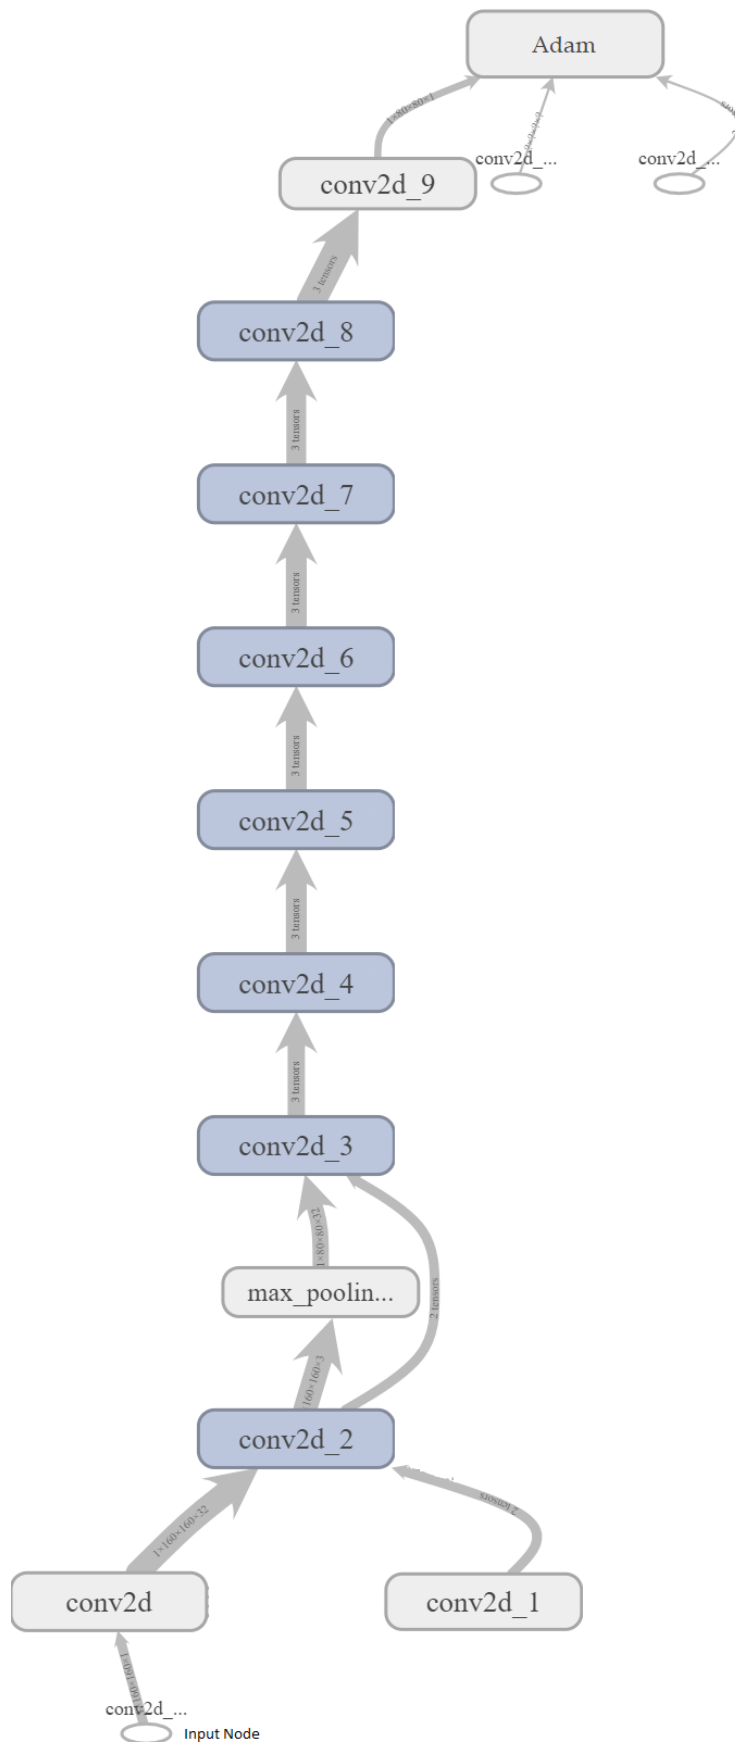 Adam
1×80×80×1
conv2d_...
conv2d_...
conv2d_9
3 tensors
conv2d_8
3 tensors
conv2d_7
3 tensors
conv2d_6
3 tensors
conv2d_5
3 tensors
conv2d_4
3 tensors
conv2d_3
1×80×80×32
max_poolin...
2 tensors
160×160×3
conv2d_2
1×160×160×32
2 tensors
conv2d
conv2d_1
conv2d_...
Input Node